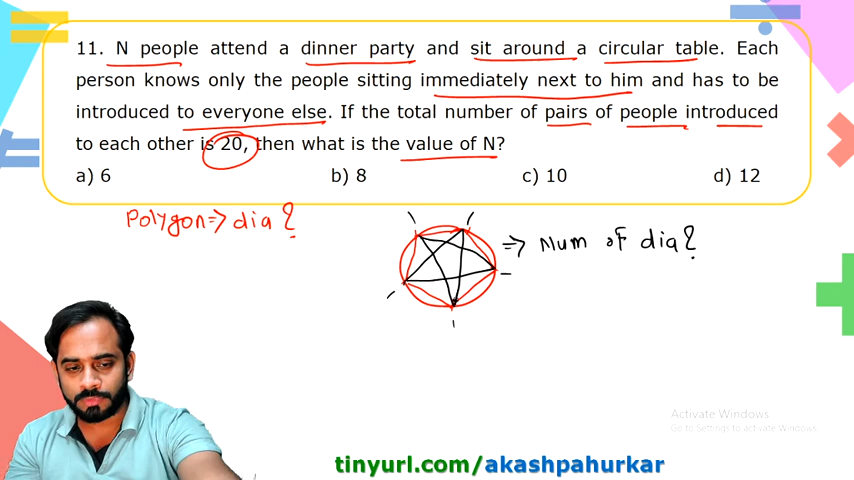 11. N people attend a dinner party and sit around a circular table. Each
person knows only the people sitting immediately next to him and has to be
introduced to everyone else. If the total number of pairs of people introduced
to each other is 20, then what is the value of N?
a) 6 b) 8 c) 10 d) 12
Polygon => dia ?
=> Num of dia ?
Activate Windows
Go to Settings to activate Windows.
tinyurl.com/akashpahurkar